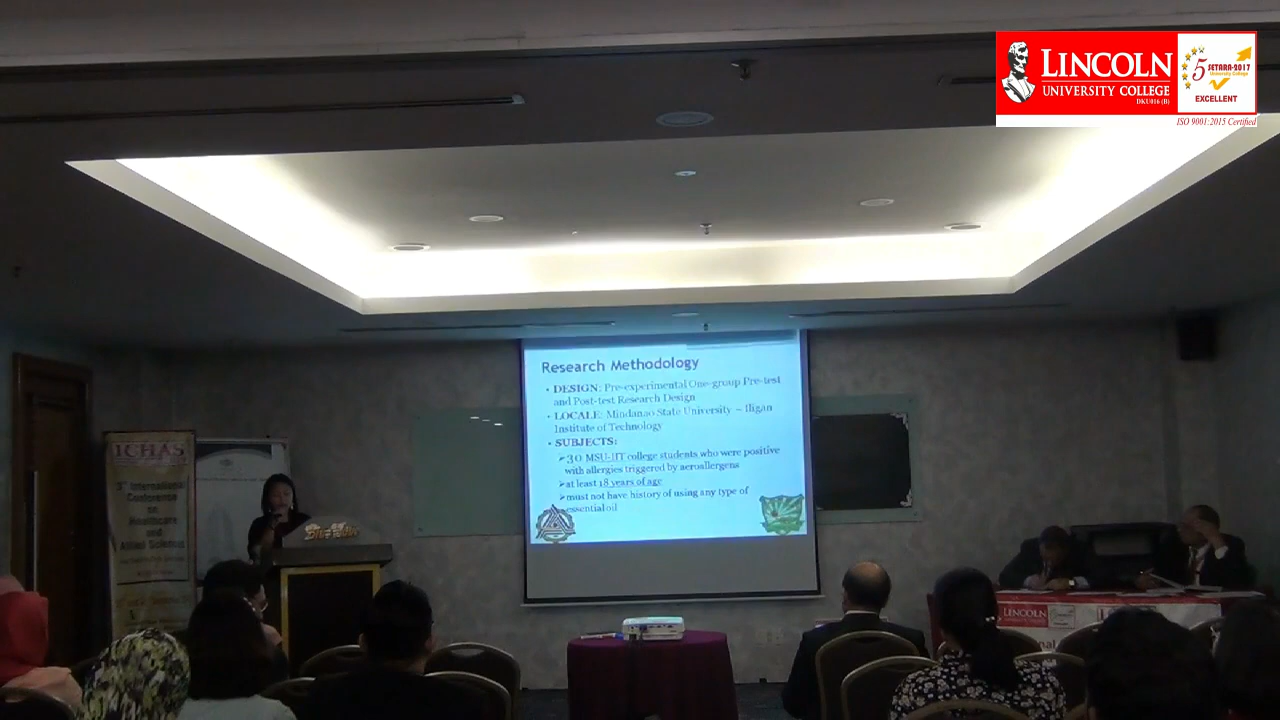 LINCOLN
UNIVERSITY COLLEGE
DKU016 (B)
5
SETARA-2017
University College
EXCELLENT
ISO 9001:2015 Certified
Research Methodology
• DESIGN: Pre-experimental One-group Pre-test
and Post-test Research Design
• LOCALE: Mindanao State University – Iligan
Institute of Technology
• SUBJECTS:
➢30 MSU-IIT college students who were positive
with allergies triggered by aeroallergens
➢at least 18 years of age
➢must not have history of using any type of
essential oil
ICHAS
3rd International
Conference
on
Healthcare
and
Allied Science
LINCOLN